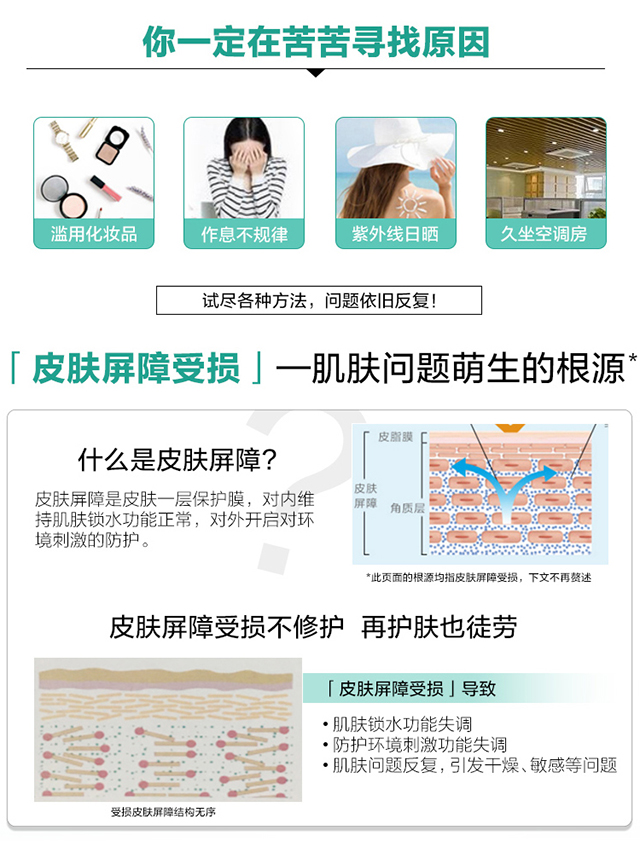 你一定在苦苦寻找原因
滥用化妆品
作息不规律
紫外线日晒
久坐空调房
试尽各种方法，问题依旧反复！
「皮肤屏障受损」—肌肤问题萌生的根源*
什么是皮肤屏障？
皮肤屏障是皮肤一层保护膜，对内维
持肌肤锁水功能正常，对外开启对环
境刺激的防护。
皮脂膜
皮肤
屏障
角质层
*此页面的根源均指皮肤屏障受损，下文不再赘述
皮肤屏障受损不修护 再护肤也徒劳
受损皮肤屏障结构无序
「皮肤屏障受损」导致
•肌肤锁水功能失调
•防护环境刺激功能失调
•肌肤问题反复，引发干燥、敏感等问题